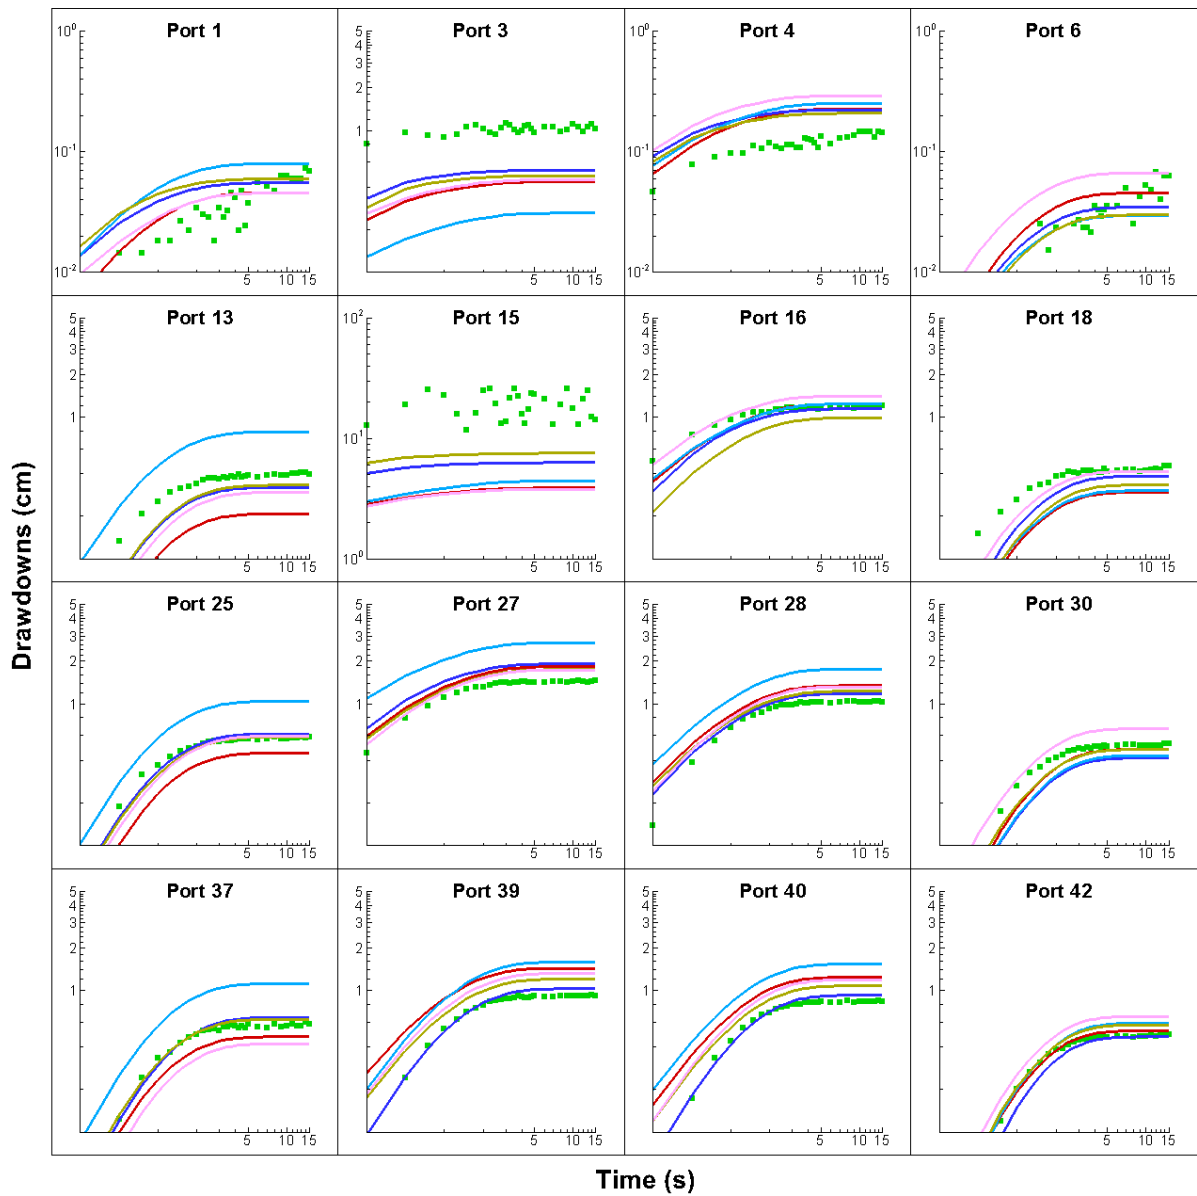 Port 1
10⁰
10⁻¹
10⁻²
5 10 15
Port 3
5
4
3
2
1
5 10 15
Port 4
10⁰
10⁻¹
10⁻²
5 10 15
Port 6
10⁰
10⁻¹
10⁻²
5 10 15
Port 13
5
4
3
2
1
5 10 15
Port 15
10²
10¹
10⁰
5 10 15
Port 16
5
4
3
2
1
5 10 15
Port 18
5
4
3
2
1
5 10 15
Drawdowns (cm)
Port 25
5
4
3
2
1
5 10 15
Port 27
5
4
3
2
1
5 10 15
Port 28
5
4
3
2
1
5 10 15
Port 30
5
4
3
2
1
5 10 15
Port 37
5
4
3
2
1
5 10 15
Port 39
5
4
3
2
1
5 10 15
Port 40
5
4
3
2
1
5 10 15
Port 42
5
4
3
2
1
5 10 15
Time (s)